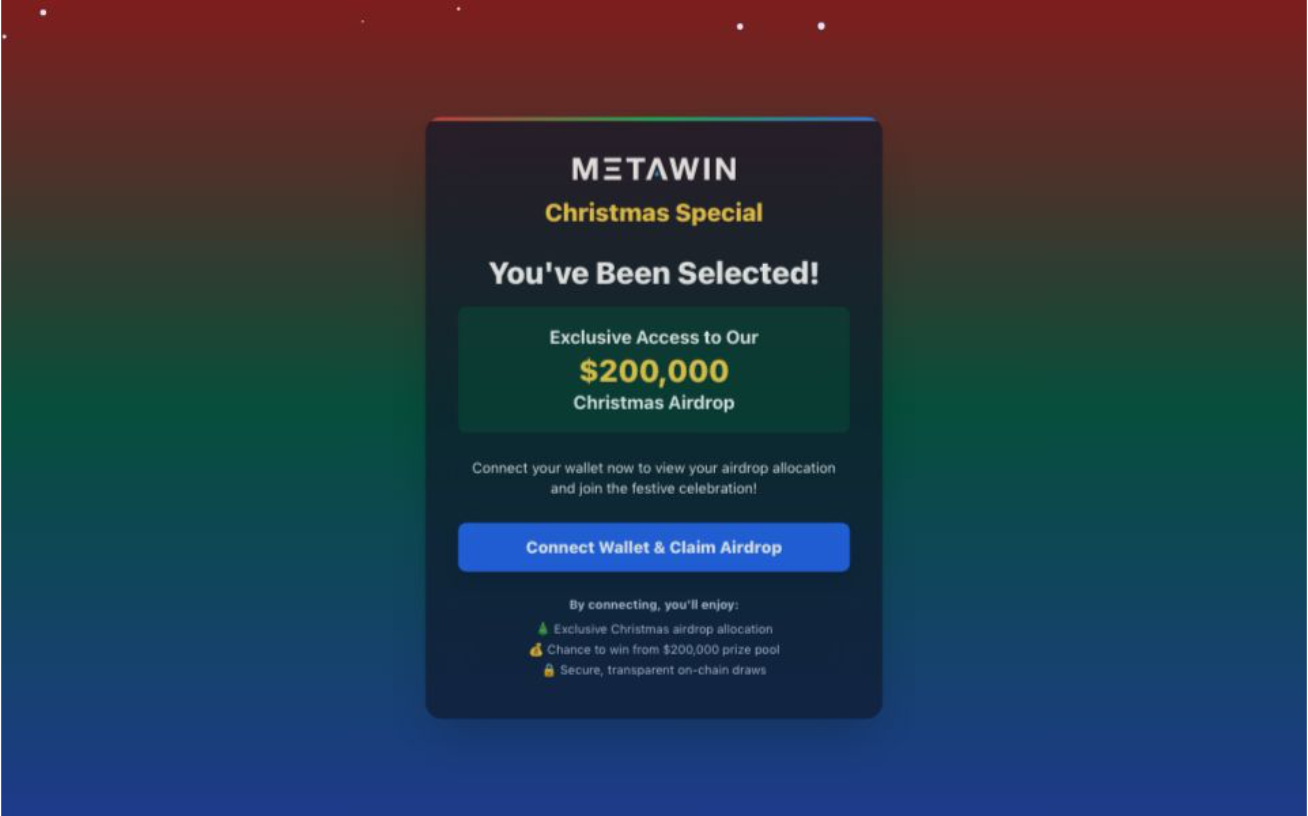 METAWIN
Christmas Special
You've Been Selected!
Exclusive Access to Our
$200,000
Christmas Airdrop
Connect your wallet now to view your airdrop allocation
and join the festive celebration!
Connect Wallet & Claim Airdrop
By connecting, you'll enjoy:
🎄 Exclusive Christmas airdrop allocation
💰 Chance to win from $200,000 prize pool
🔒 Secure, transparent on-chain draws